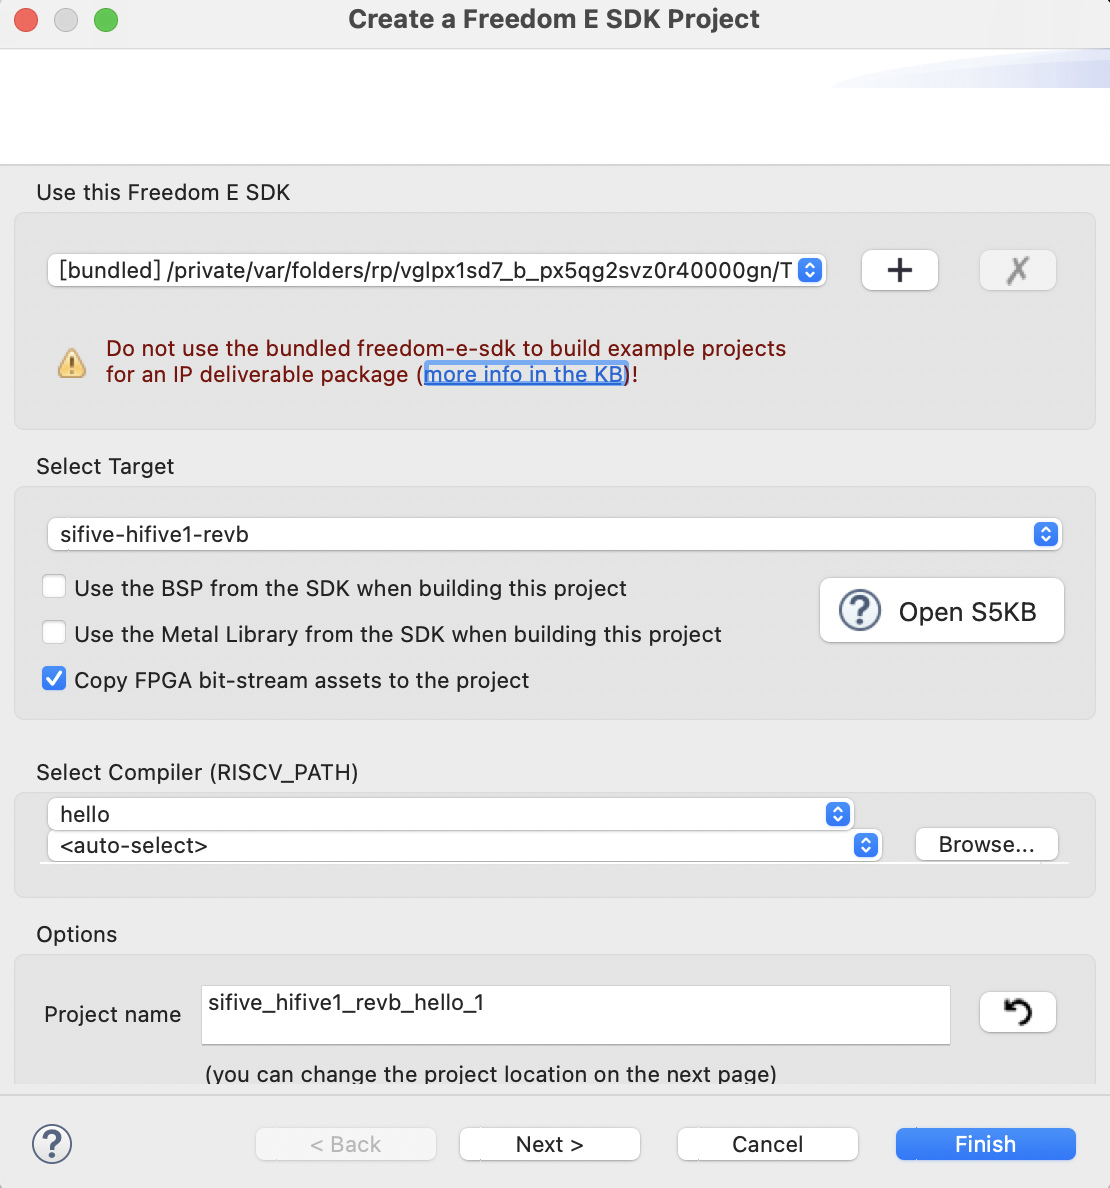 Create a Freedom E SDK Project
Use this Freedom E SDK
[bundled] /private/var/folders/rp/vglpx1sd7_b_px5qg2svz0r40000gn/T
Do not use the bundled freedom-e-sdk to build example projects
for an IP deliverable package (more info in the KB)!
Select Target
sifive-hifive1-revb
Use the BSP from the SDK when building this project
Use the Metal Library from the SDK when building this project
Open S5KB
Copy FPGA bit-stream assets to the project
Select Compiler (RISCV_PATH)
hello
<auto-select>
Browse...
Options
Project name
sifive_hifive1_revb_hello_1
(you can change the project location on the next page)
< Back
Next >
Cancel
Finish